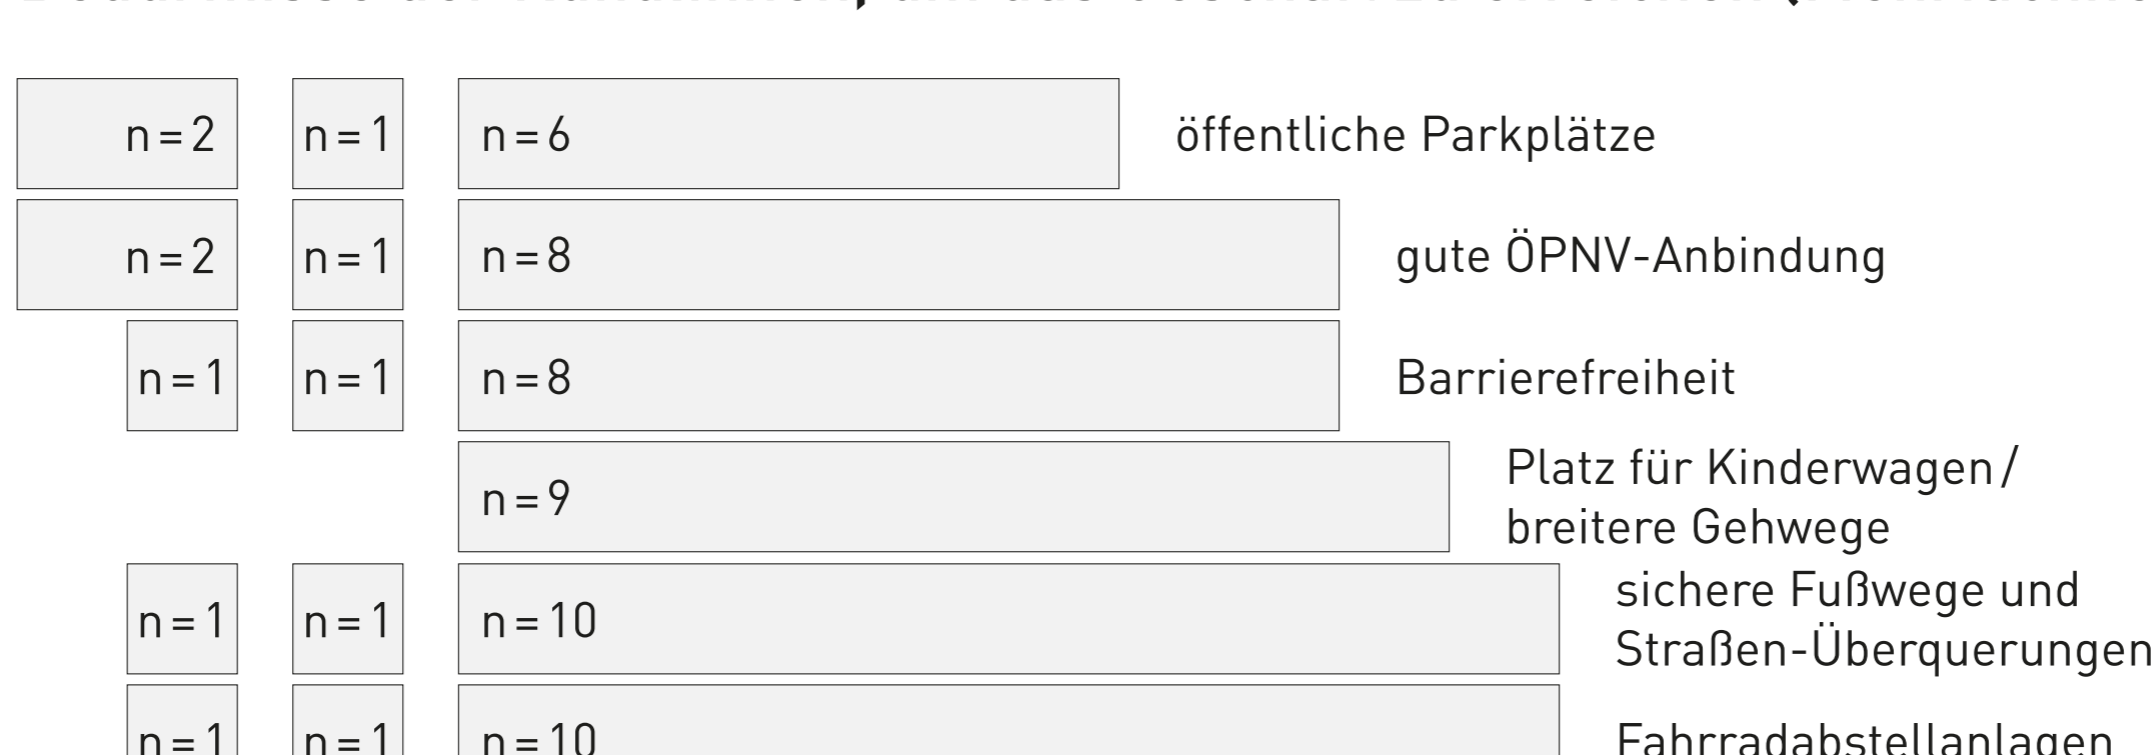 n = 2 n = 1 n = 6 öffentliche Parkplätze
n = 2 n = 1 n = 8 gute ÖPNV-Anbindung
n = 1 n = 1 n = 8 Barrierefreiheit
n = 9 Platz für Kinderwagen /
breitere Gehwege
n = 1 n = 1 n = 10 sichere Fußwege und
Straßen-Überquerungen
n = 1 n = 1 n = 10 Fahrradabstellanlagen